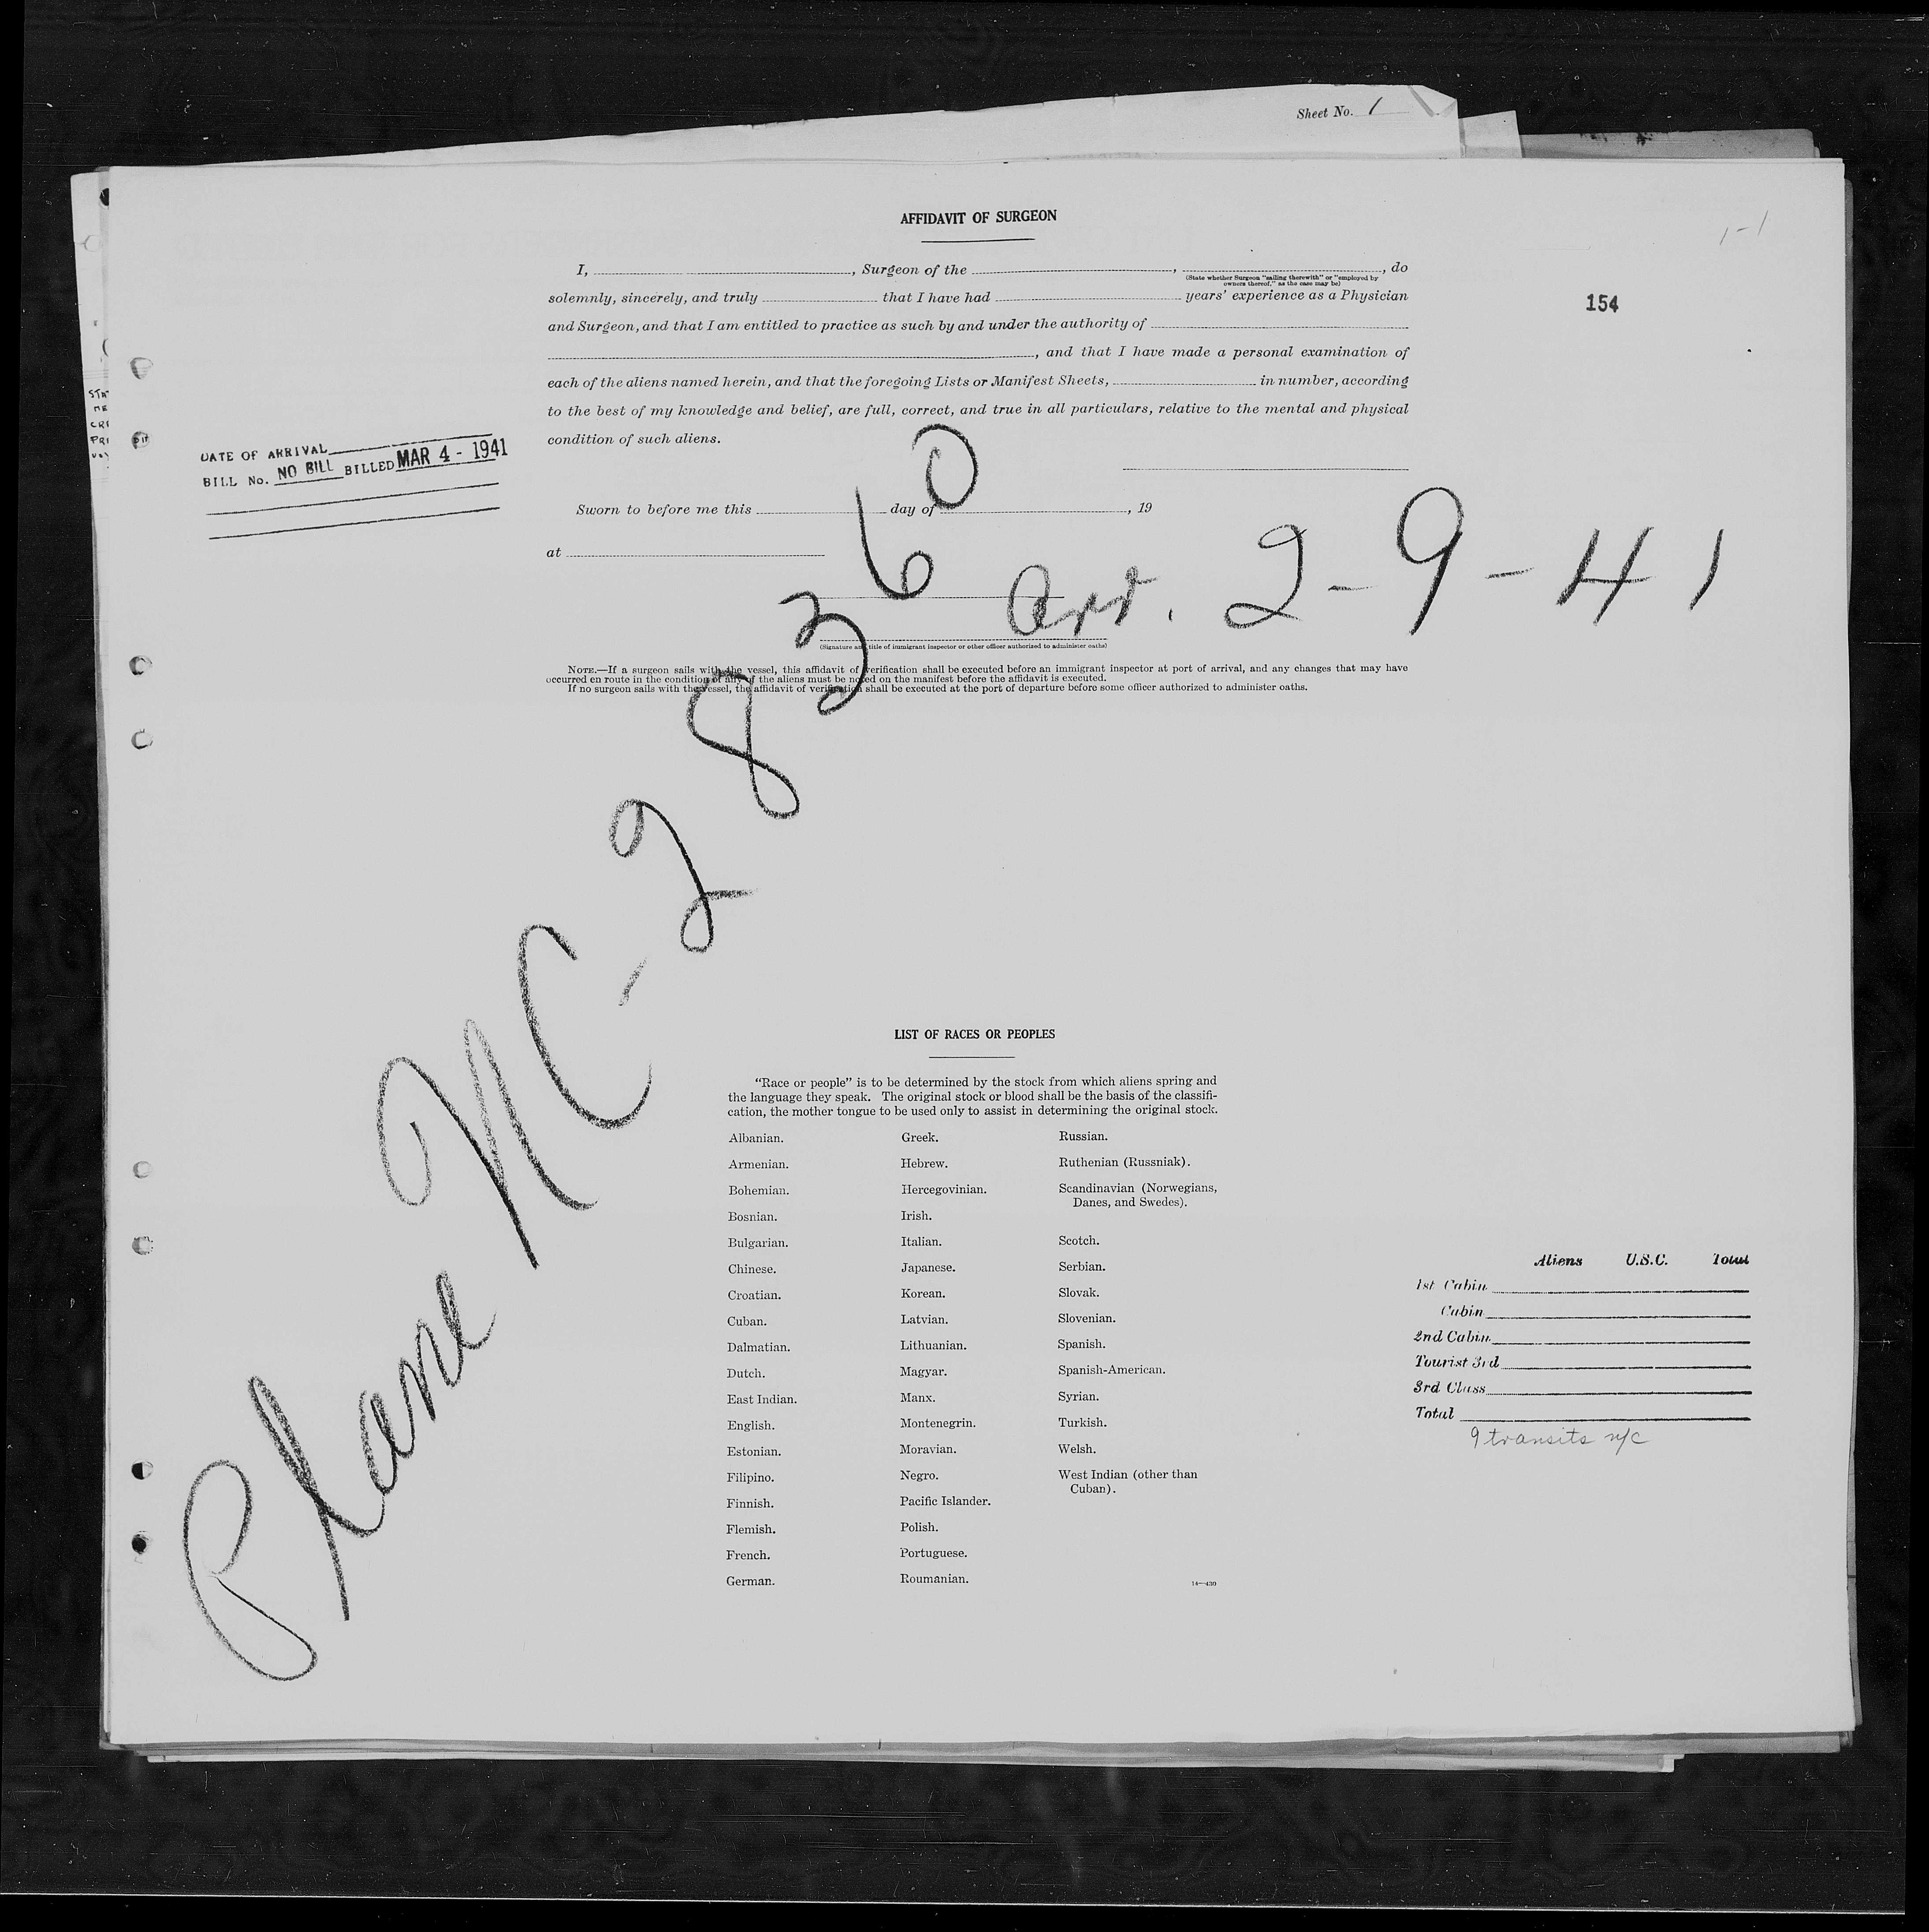 Sheet No. 1
AFFIDAVIT OF SURGEON
1-1
154
I, , Surgeon of the , , do
(State whether Surgeon "sailing therewith" or "employed by
owners thereof," as the case may be)
solemnly, sincerely, and truly that I have had years' experience as a Physician
and Surgeon, and that I am entitled to practice as such by and under the authority of
, and that I have made a personal examination of
each of the aliens named herein, and that the foregoing Lists or Manifest Sheets, in number, according
to the best of my knowledge and belief, are full, correct, and true in all particulars, relative to the mental and physical
condition of such aliens.
DATE OF ARRIVAL
BILL No. NO BILL BILLED MAR 4 - 1941
Sworn to before me this day of , 19
at
Arr. 2-9-41
(Signature and title of immigrant inspector or other officer authorized to administer oaths)
NOTE.—If a surgeon sails with the vessel, this affidavit of verification shall be executed before an immigrant inspector at port of arrival, and any changes that may have
occurred en route in the condition of any of the aliens must be noted on the manifest before the affidavit is executed.
If no surgeon sails with the vessel, the affidavit of verification shall be executed at the port of departure before some officer authorized to administer oaths.
Plane NC-28360
LIST OF RACES OR PEOPLES
"Race or people" is to be determined by the stock from which aliens spring and
the language they speak. The original stock or blood shall be the basis of the classifi-
cation, the mother tongue to be used only to assist in determining the original stock.
Albanian.
Armenian.
Bohemian.
Bosnian.
Bulgarian.
Chinese.
Croatian.
Cuban.
Dalmatian.
Dutch.
East Indian.
English.
Estonian.
Filipino.
Finnish.
Flemish.
French.
German.
Greek.
Hebrew.
Hercegovinian.
Irish.
Italian.
Japanese.
Korean.
Latvian.
Lithuanian.
Magyar.
Manx.
Montenegrin.
Moravian.
Negro.
Pacific Islander.
Polish.
Portuguese.
Roumanian.
Russian.
Ruthenian (Russniak).
Scandinavian (Norwegians,
Danes, and Swedes).
Scotch.
Serbian.
Slovak.
Slovenian.
Spanish.
Spanish-American.
Syrian.
Turkish.
Welsh.
West Indian (other than
Cuban).
14—430
Aliens U.S.C. Total
1st Cabin
Cabin
2nd Cabin
Tourist 3rd
3rd Class
Total
9 transits n/c